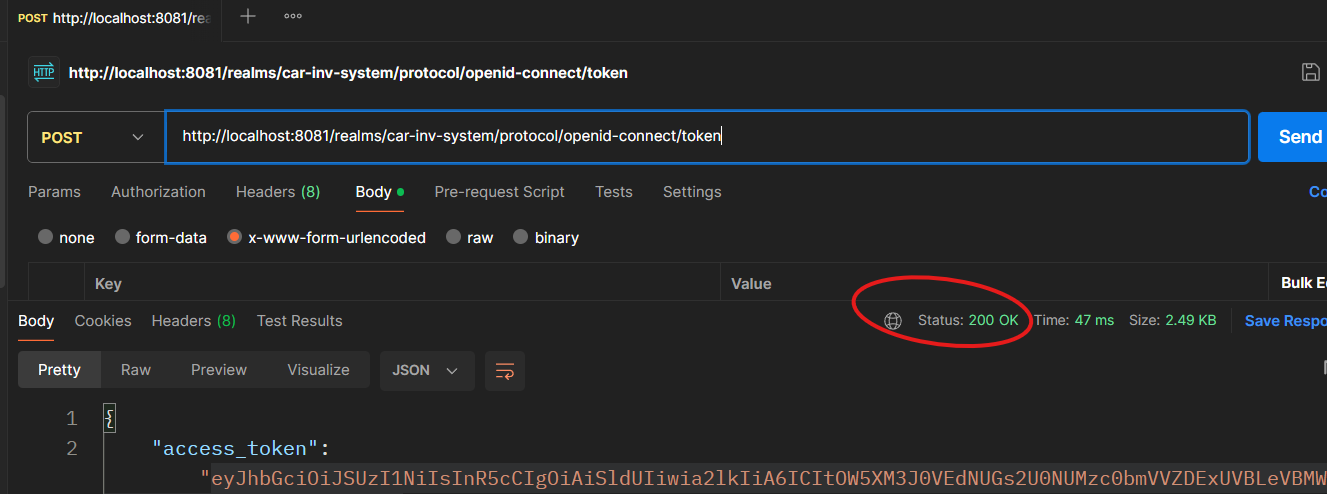 POST http://localhost:8081/rea
http://localhost:8081/realms/car-inv-system/protocol/openid-connect/token
POST http://localhost:8081/realms/car-inv-system/protocol/openid-connect/token Send
Params Authorization Headers (8) Body Pre-request Script Tests Settings Co
none form-data x-www-form-urlencoded raw binary
Key Value Bulk E
Body Cookies Headers (8) Test Results Status: 200 OK Time: 47 ms Size: 2.49 KB Save Respo
Pretty Raw Preview Visualize JSON
1 {
2 "access_token":
"eyJhbGciOiJSUzI1NiIsInR5cCIgOiAiSldUIiwia2lkIiA6ICItOW5XM3J0VEdNUGs2U0NUMzc0bmVVZDExUVBLeVBMW